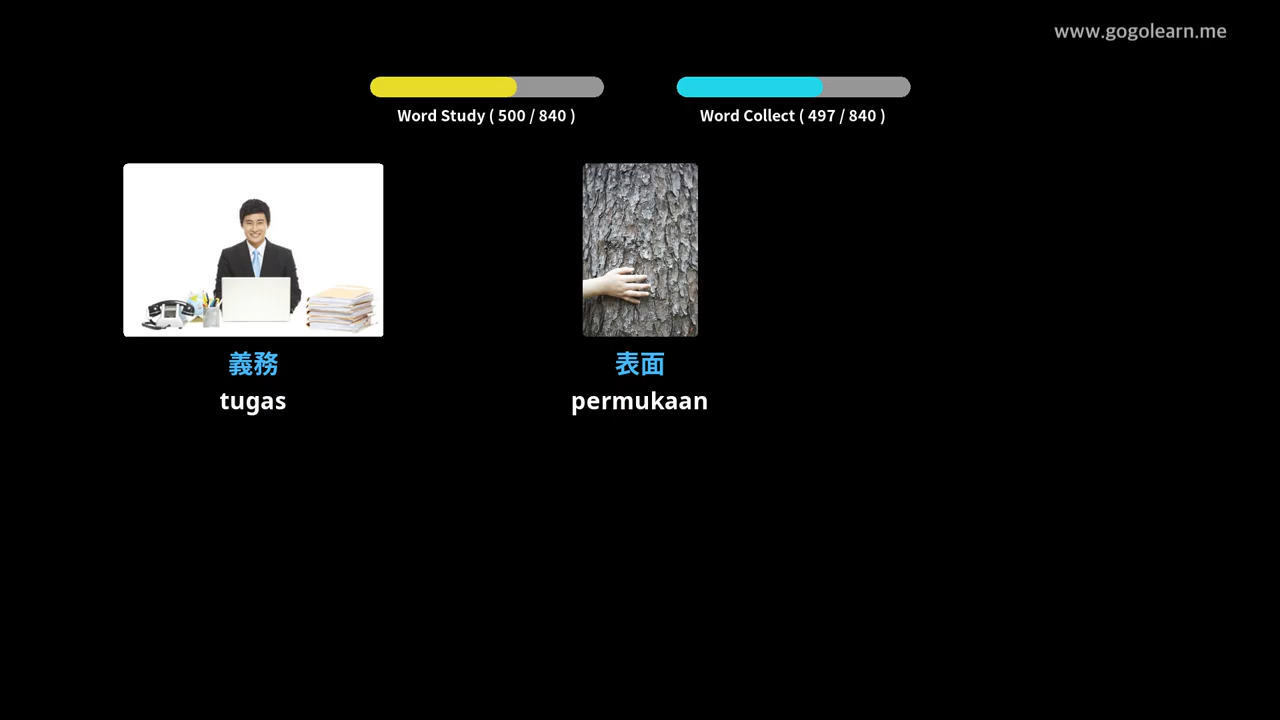 www.gogolearn.me
Word Study ( 500 / 840 )
Word Collect ( 497 / 840 )
義務
tugas
表面
permukaan